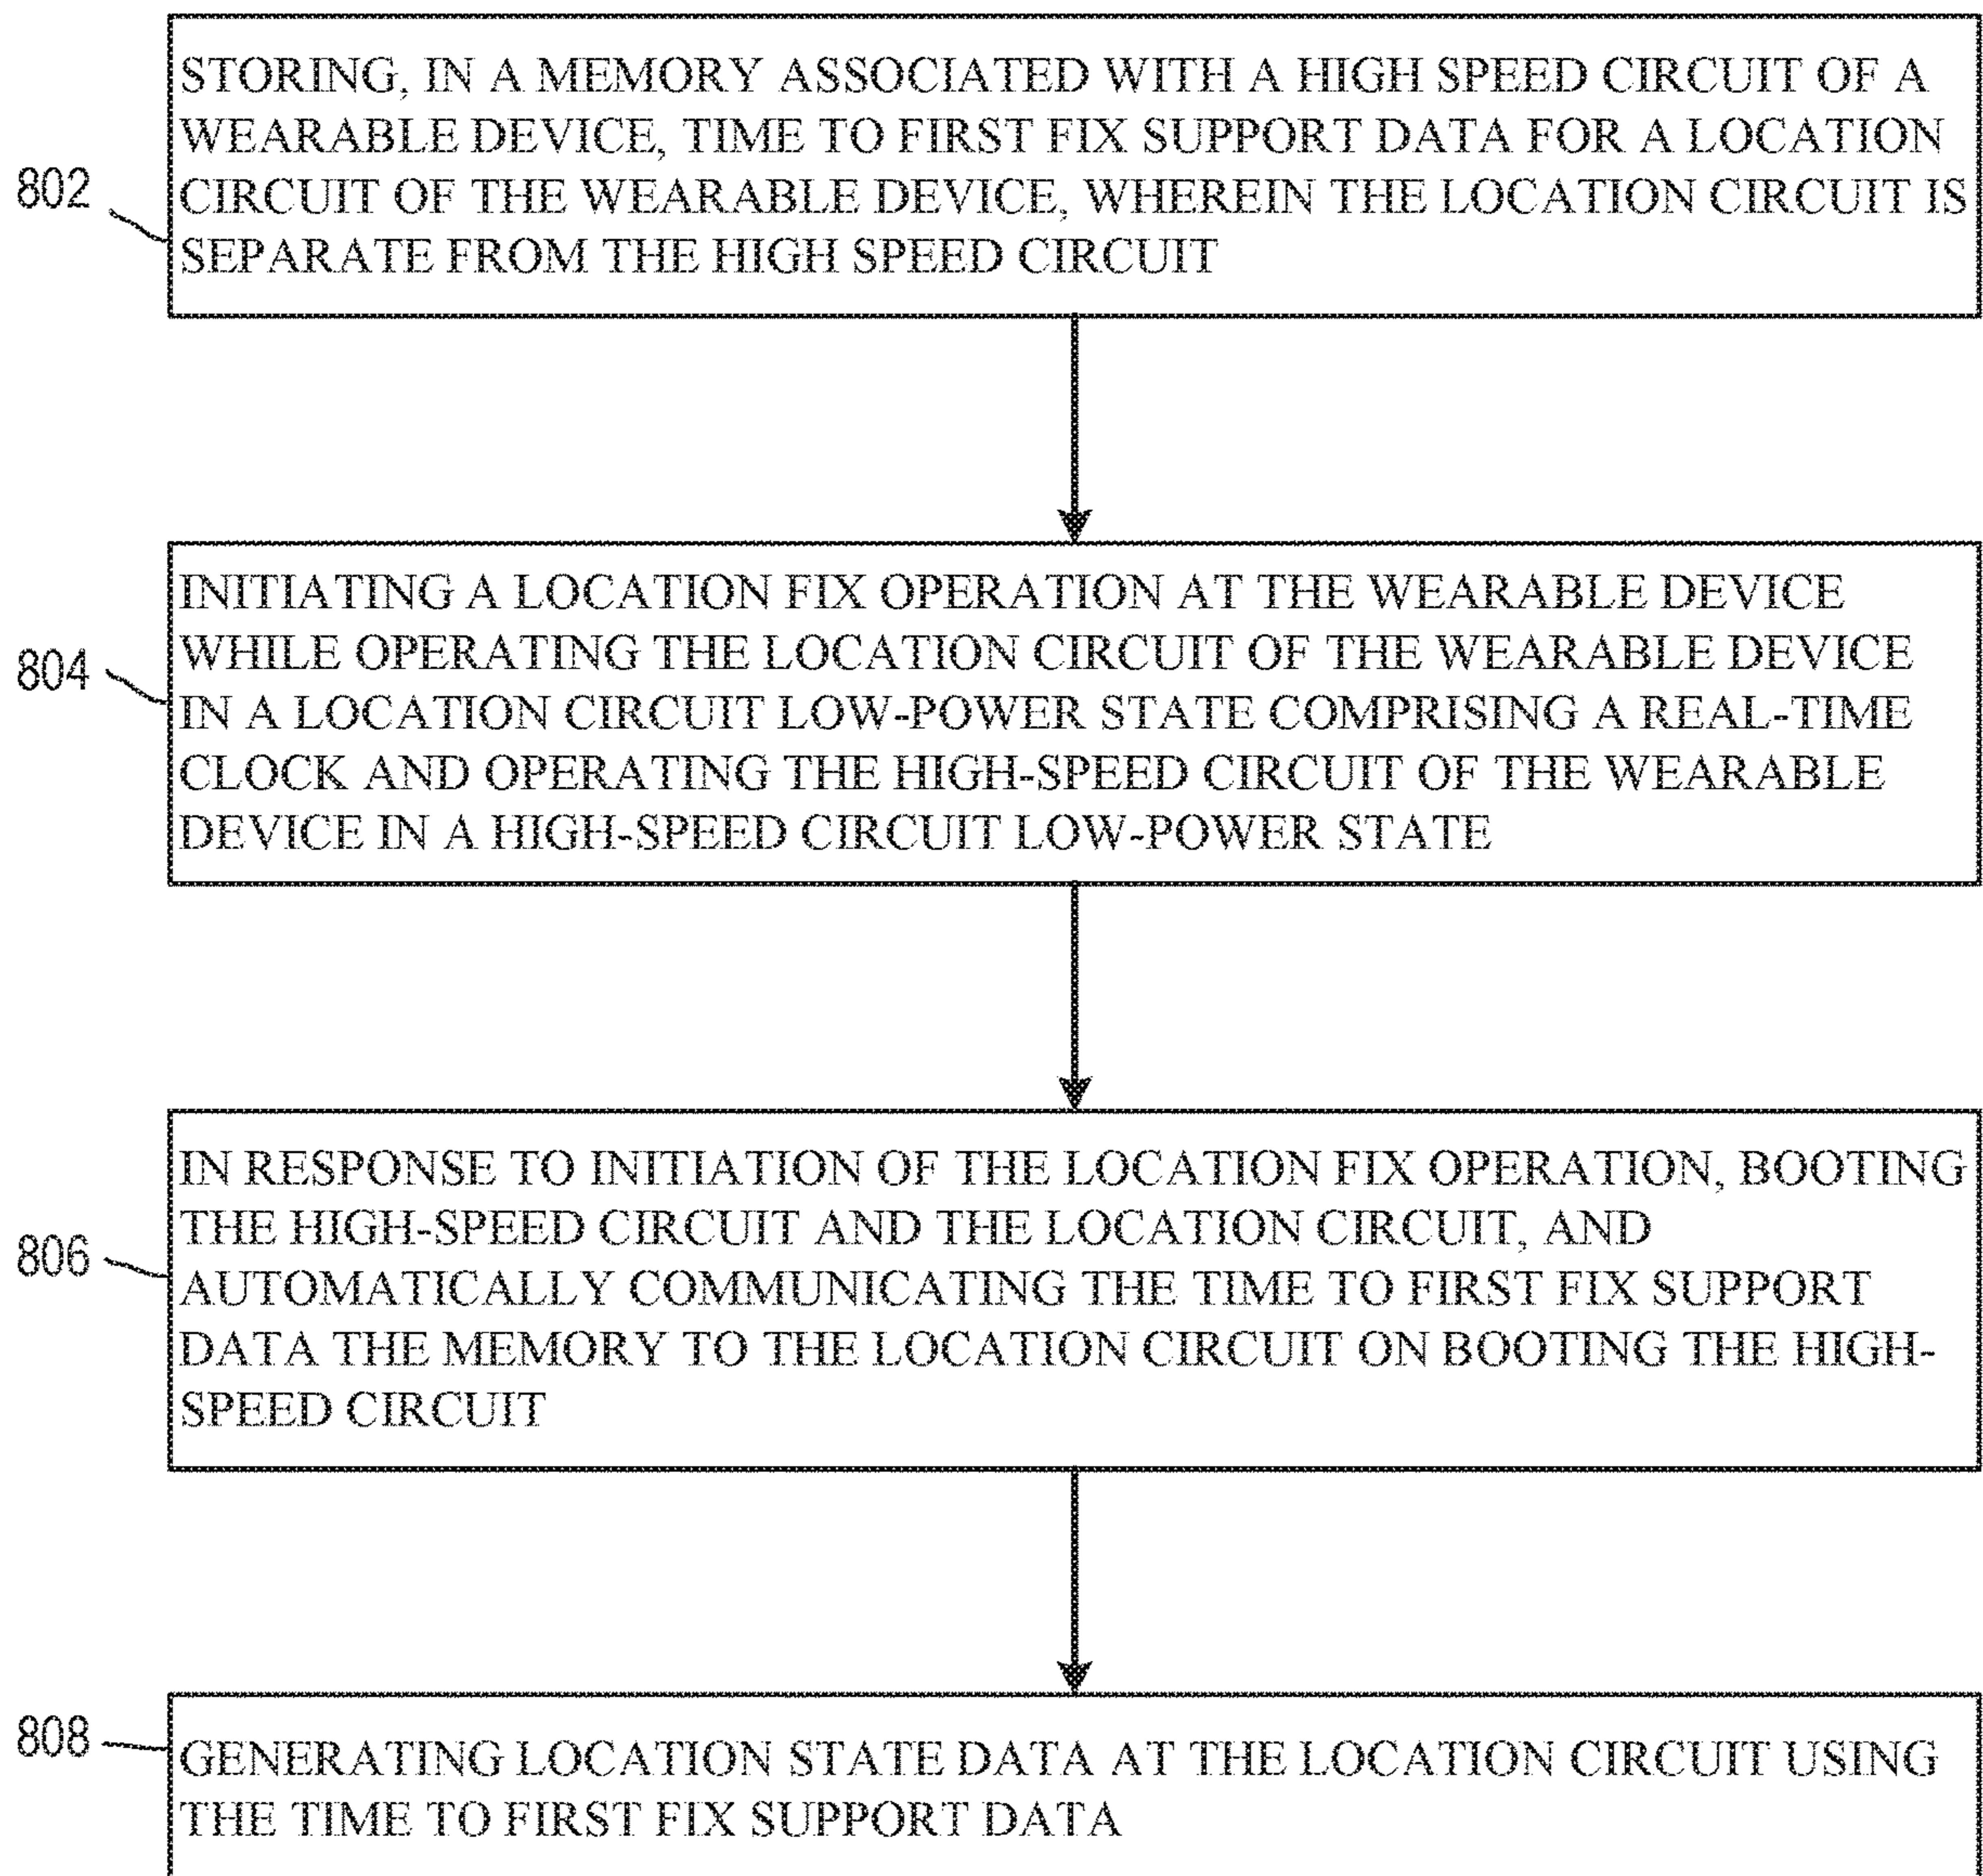 STORING, IN A MEMORY ASSOCIATED WITH A HIGH SPEED CIRCUIT OF A
WEARABLE DEVICE, TIME TO FIRST FIX SUPPORT DATA FOR A LOCATION
802
CIRCUIT OF THE WEARABLE DEVICE, WHEREIN THE LOCATION CIRCUIT IS
SEPARATE FROM THE HIGH SPEED CIRCUIT
INITIATING A LOCATION FIX OPERATION AT THE WEARABLE DEVICE
WHILE OPERATING THE LOCATION CIRCUIT OF THE WEARABLE DEVICE
804
IN A LOCATION CIRCUIT LOW-POWER STATE COMPRISING A REAL-TIME
CLOCK AND OPERATING THE HIGH-SPEED CIRCUIT OF THE WEARABLE
DEVICE IN A HIGH-SPEED CIRCUIT LOW-POWER STATE
IN RESPONSE TO INITIATION OF THE LOCATION FIX OPERATION, BOOTING
THE HIGH-SPEED CIRCUIT AND THE LOCATION CIRCUIT, AND
806
AUTOMATICALLY COMMUNICATING THE TIME TO FIRST FIX SUPPORT
DATA THE MEMORY TO THE LOCATION CIRCUIT ON BOOTING THE HIGH-
SPEED CIRCUIT
808
GENERATING LOCATION STATE DATA AT THE LOCATION CIRCUIT USING
THE TIME TO FIRST FIX SUPPORT DATA